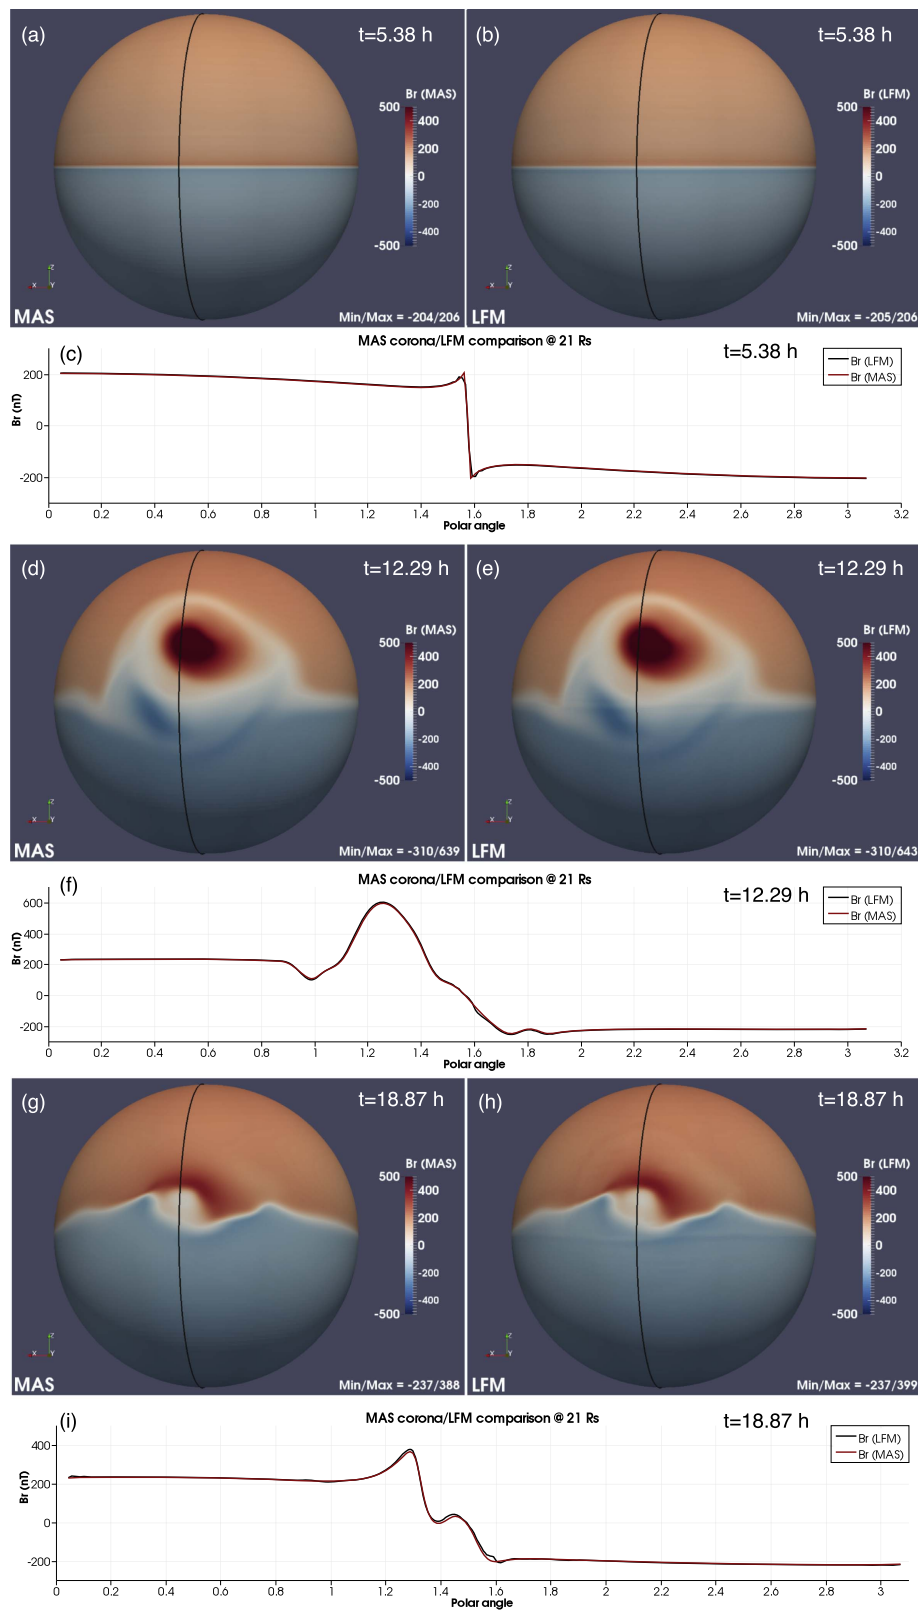 (a) t=5.38 h
Br (MAS)
500
400
200
0
-200
-400
-500
Z
X Y
MAS
Min/Max = -204/206
(b) t=5.38 h
Br (LFM)
500
400
200
0
-200
-400
-500
Z
X Y
LFM
Min/Max = -205/206
MAS corona/LFM comparison @ 21 Rs
(c) t=5.38 h
Br (LFM)
Br (MAS)
Br (nT)
200
0
-200
0 0.2 0.4 0.6 0.8 1 1.2 1.4 1.6 1.8 2 2.2 2.4 2.6 2.8 3 3.2
Polar angle
(d) t=12.29 h
Br (MAS)
500
400
200
0
-200
-400
-500
Z
X Y
MAS
Min/Max = -310/639
(e) t=12.29 h
Br (LFM)
500
400
200
0
-200
-400
-500
Z
X Y
LFM
Min/Max = -310/643
MAS corona/LFM comparison @ 21 Rs
(f) t=12.29 h
Br (LFM)
Br (MAS)
Br (nT)
600
400
200
0
-200
0 0.2 0.4 0.6 0.8 1 1.2 1.4 1.6 1.8 2 2.2 2.4 2.6 2.8 3 3.2
Polar angle
(g) t=18.87 h
Br (MAS)
500
400
200
0
-200
-400
-500
Z
X Y
MAS
Min/Max = -237/388
(h) t=18.87 h
Br (LFM)
500
400
200
0
-200
-400
-500
Z
X Y
LFM
Min/Max = -237/399
MAS corona/LFM comparison @ 21 Rs
(i) t=18.87 h
Br (LFM)
Br (MAS)
Br (nT)
400
200
0
-200
0 0.2 0.4 0.6 0.8 1 1.2 1.4 1.6 1.8 2 2.2 2.4 2.6 2.8 3
Polar angle